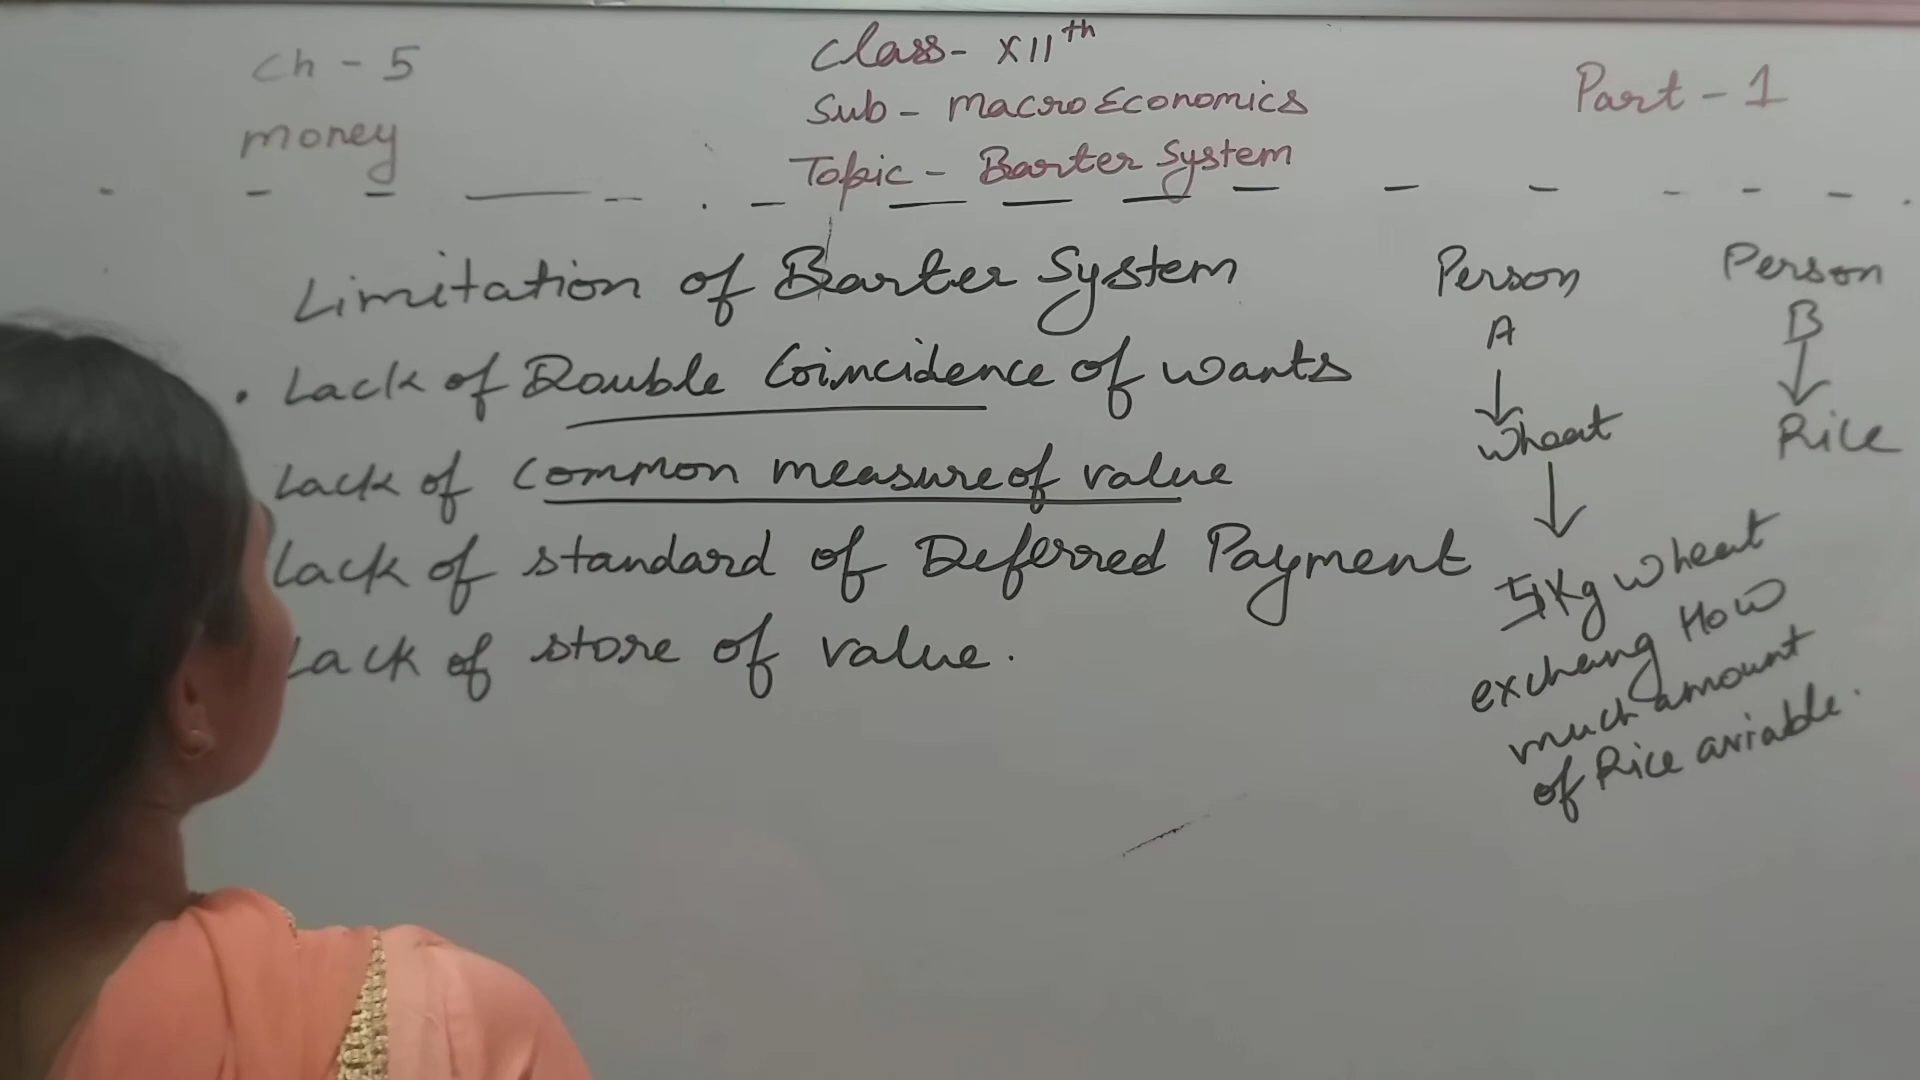 Ch - 5
money
Class - XIIth
Sub - Macro Economics
Topic - Barter System
Part - 1
Limitation of Barter System
. Lack of Double Coincidence of wants
Lack of common measure of value
Lack of standard of Deferred Payment
Lack of store of value.
Person
A
Wheat
Person
B
Rice
Kg wheat
exchang How
much amount
of Rice aviable.